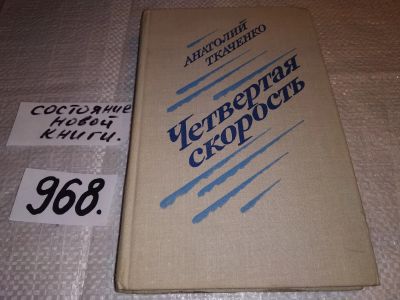 состояние
новой
книги.
968.
АНАТОЛИЙ
ТКАЧЕНКО
Четвертая
скорость